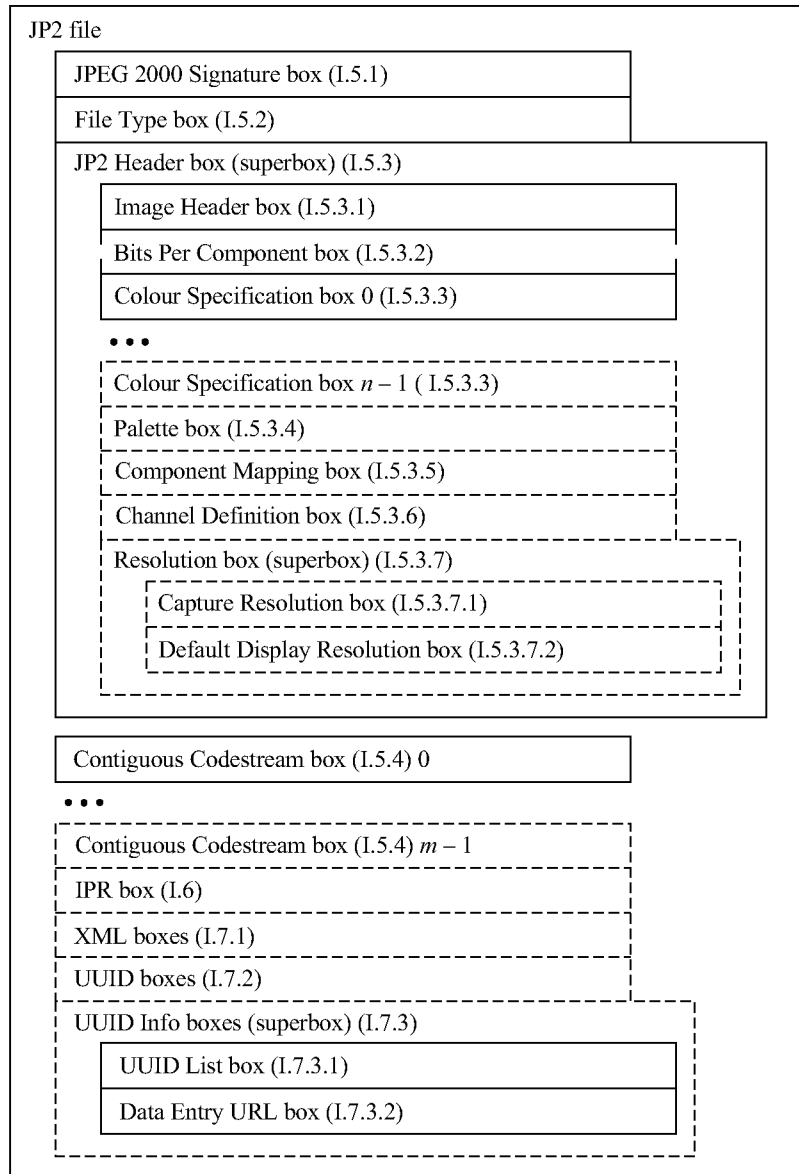 JP2 file
JPEG 2000 Signature box (I.5.1)
File Type box (I.5.2)
JP2 Header box (superbox) (I.5.3)
Image Header box (I.5.3.1)
Bits Per Component box (I.5.3.2)
Colour Specification box 0 (I.5.3.3)
•••
Colour Specification box n – 1 ( I.5.3.3)
Palette box (I.5.3.4)
Component Mapping box (I.5.3.5)
Channel Definition box (I.5.3.6)
Resolution box (superbox) (I.5.3.7)
Capture Resolution box (I.5.3.7.1)
Default Display Resolution box (I.5.3.7.2)
Contiguous Codestream box (I.5.4) 0
•••
Contiguous Codestream box (I.5.4) m – 1
IPR box (I.6)
XML boxes (I.7.1)
UUID boxes (I.7.2)
UUID Info boxes (superbox) (I.7.3)
UUID List box (I.7.3.1)
Data Entry URL box (I.7.3.2)